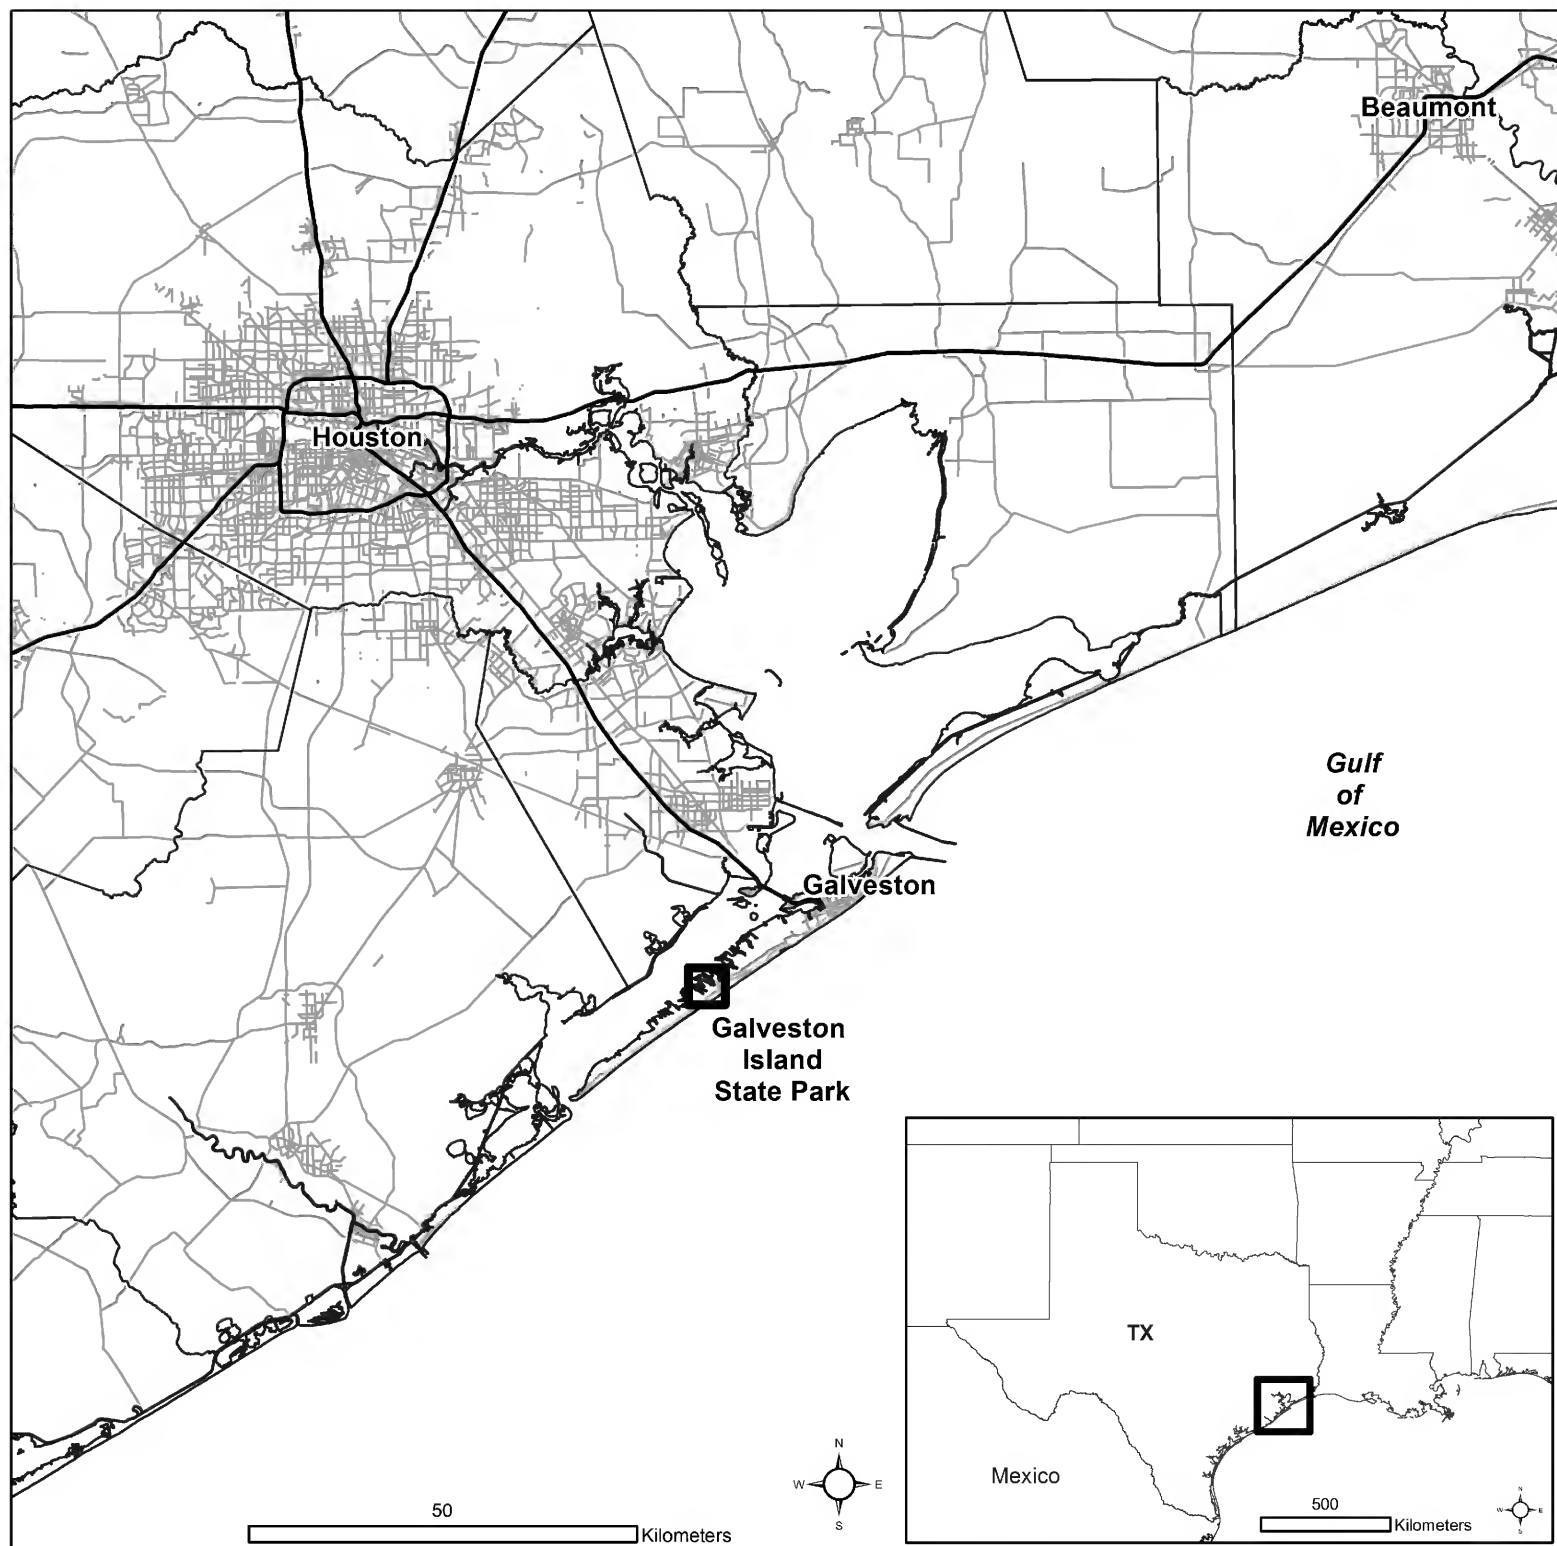 Beaumont
Houston
Gulf
of
Mexico
Galveston
Galveston
Island
State Park
TX
Mexico
N
W
E
S
50
Kilometers
500
Kilometers
N
W
E
S